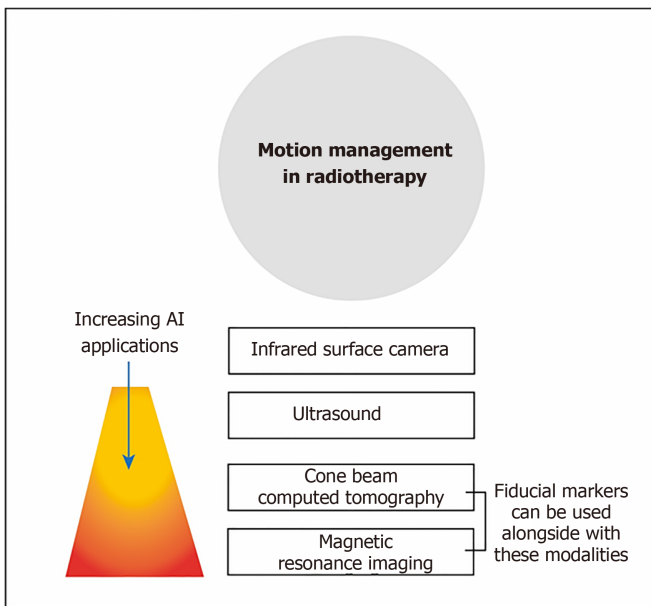 Motion management
in radiotherapy
Increasing AI
applications
Infrared surface camera
Ultrasound
Cone beam
computed tomography
Magnetic
resonance imaging
Fiducial markers
can be used
alongside with
these modalities